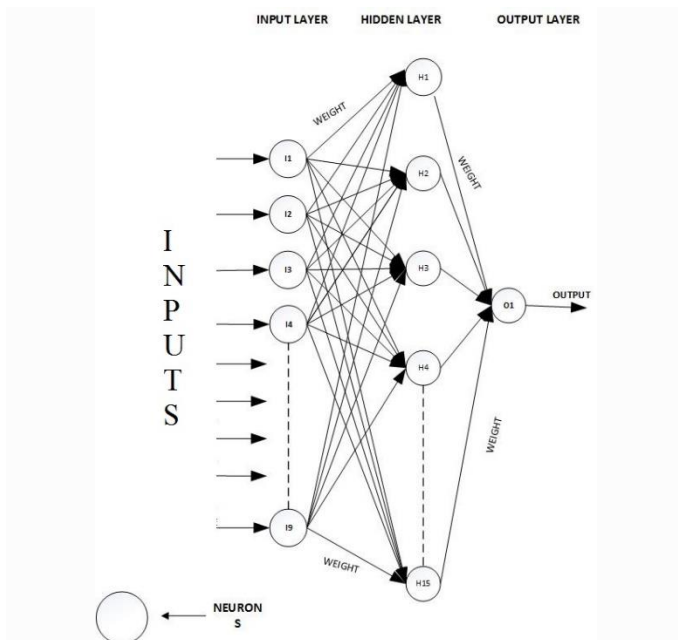 INPUT LAYER HIDDEN LAYER OUTPUT LAYER
H1
WEIGHT
I1
H2
WEIGHT
I2
INPUTS
I3
H3
O1
OUTPUT
I4
H4
WEIGHT
I9
WEIGHT
H15
NEURON
S